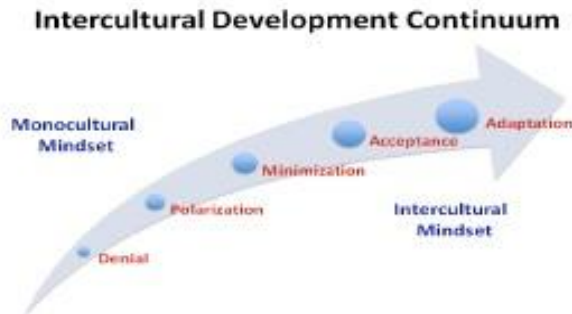 Intercultural Development Continuum
Monocultural
Mindset
Adaptation
Acceptance
Minimization
Polarization
Intercultural
Mindset
Denial